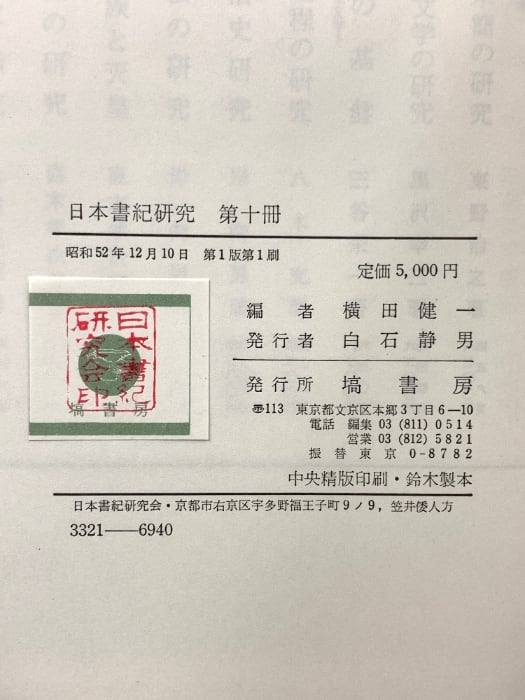 日本書紀研究 第十冊
昭和52年12月10日 第1版第1刷
定価5,000円
日本書紀
研究会印
塙書房
編者 横田健一
発行者 白石静男
発行所 塙書房
〠113 東京都文京区本郷3丁目6—10
電話 編集 03 (811) 0514
営業 03 (812) 5821
振替東京 0-8782
中央精版印刷・鈴木製本
日本書紀研究会・京都市右京区宇多野福王子町9ノ9,笠井倭人方
3321——6940